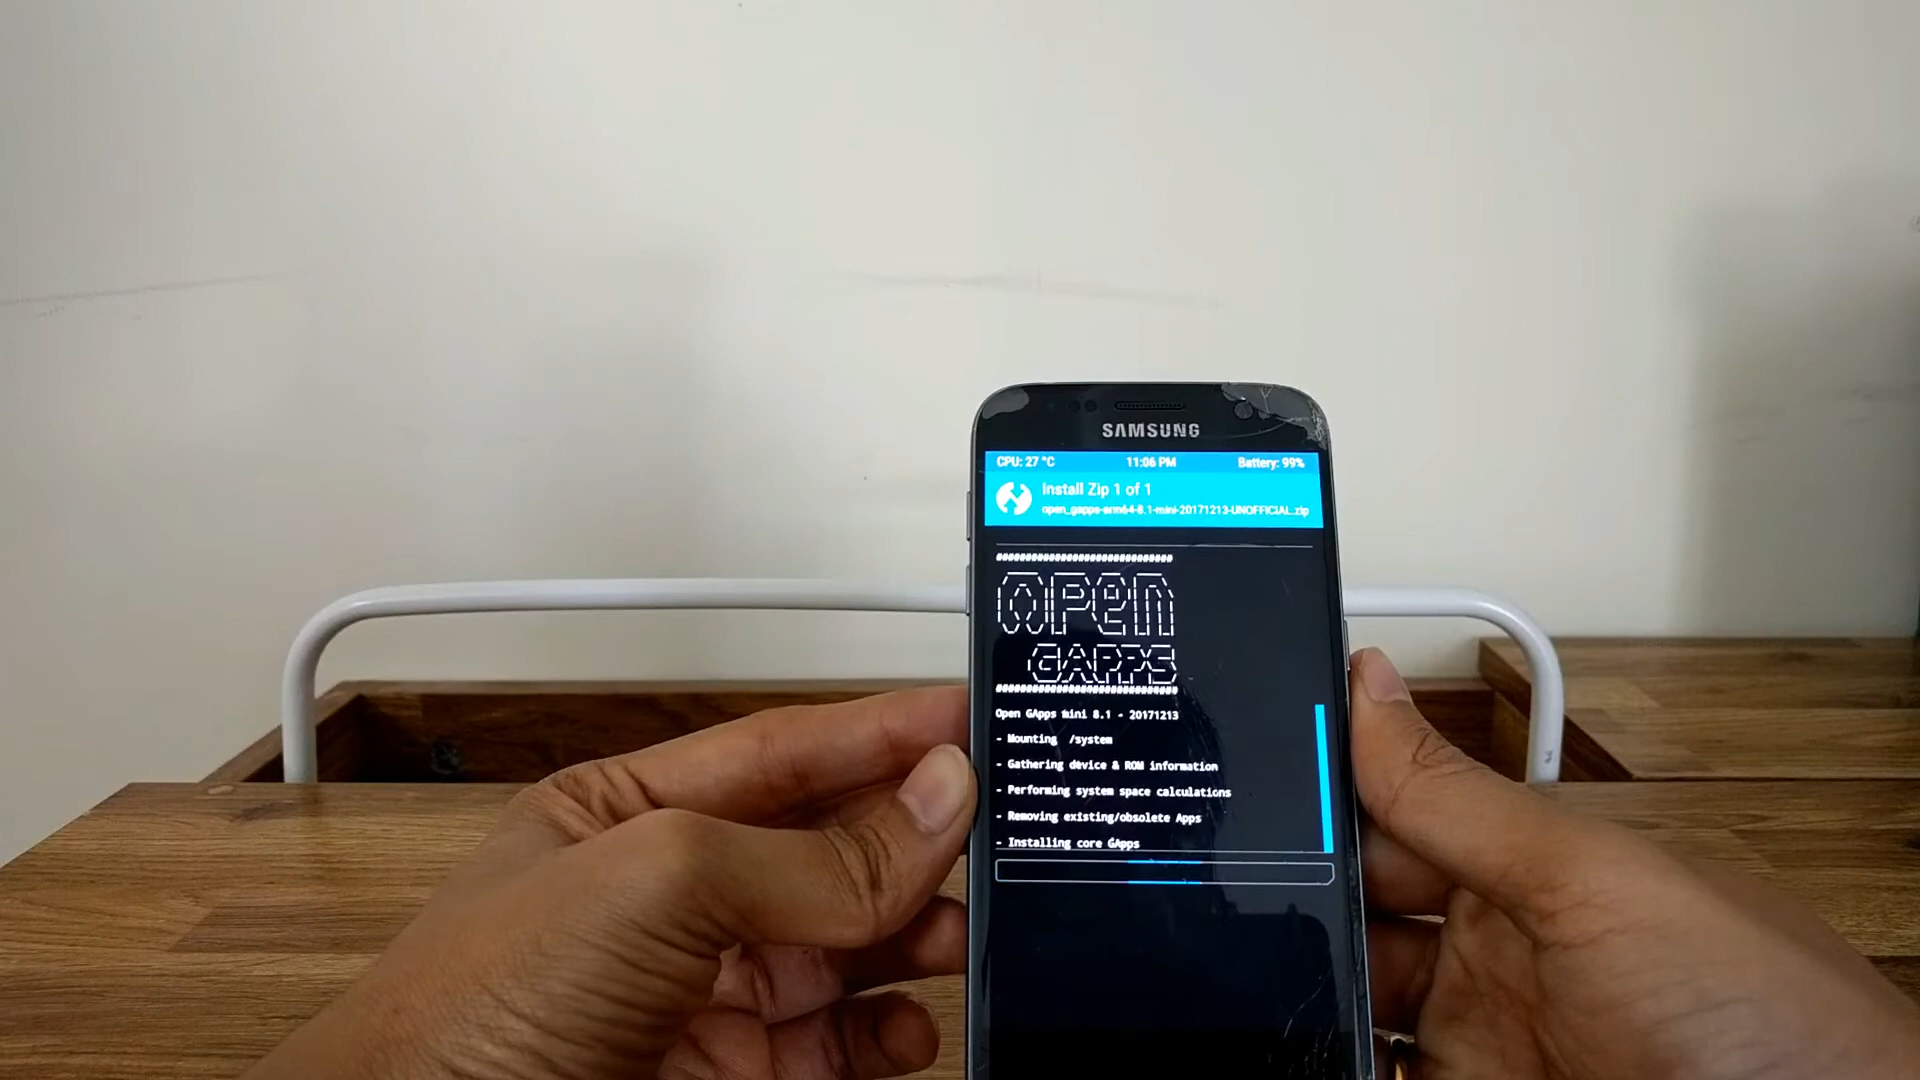 SAMSUNG
CPU: 27 °C 11:06 PM Battery: 99%
Install Zip 1 of 1
open_gapps-arm64-8.1-mini-20171213-UNOFFICIAL.zip
##############################
OPEN
GAPPS
##############################
Open GApps mini 8.1 - 20171213
- Mounting /system
- Gathering device & ROM information
- Performing system space calculations
- Removing existing/obsolete Apps
- Installing core GApps